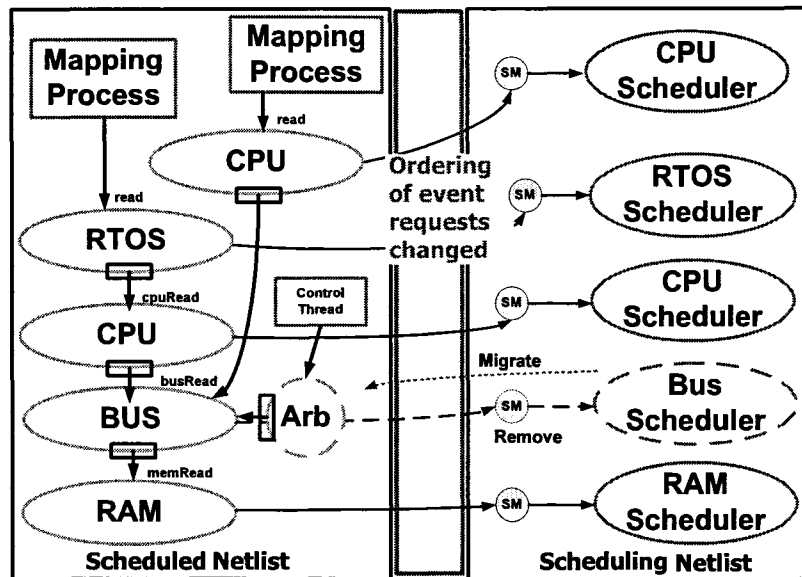 Mapping
Process
Mapping
Process
read
CPU
read
RTOS
cpuRead
CPU
Control
Thread
busRead
BUS
Arb
memRead
RAM
Scheduled Netlist
Ordering
of event
requests
changed
SM
CPU
Scheduler
SM
RTOS
Scheduler
SM
CPU
Scheduler
Migrate
SM
Bus
Scheduler
Remove
SM
RAM
Scheduler
Scheduling Netlist